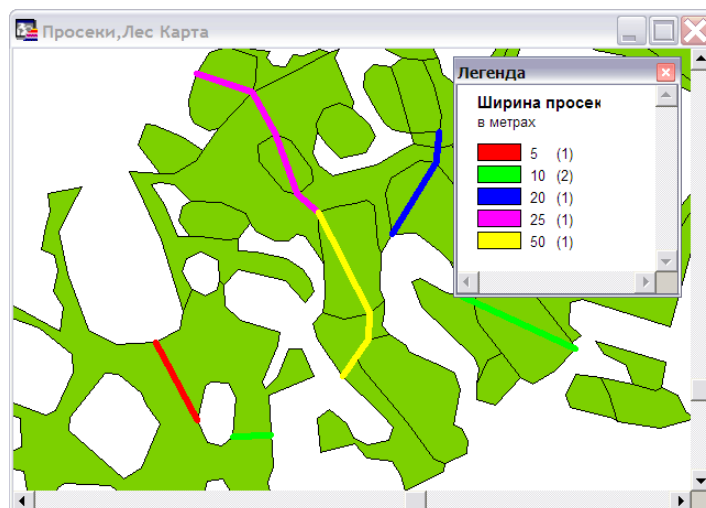 Просеки,Лес Карта
Легенда
Ширина просек
в метрах
5 (1)
10 (2)
20 (1)
25 (1)
50 (1)